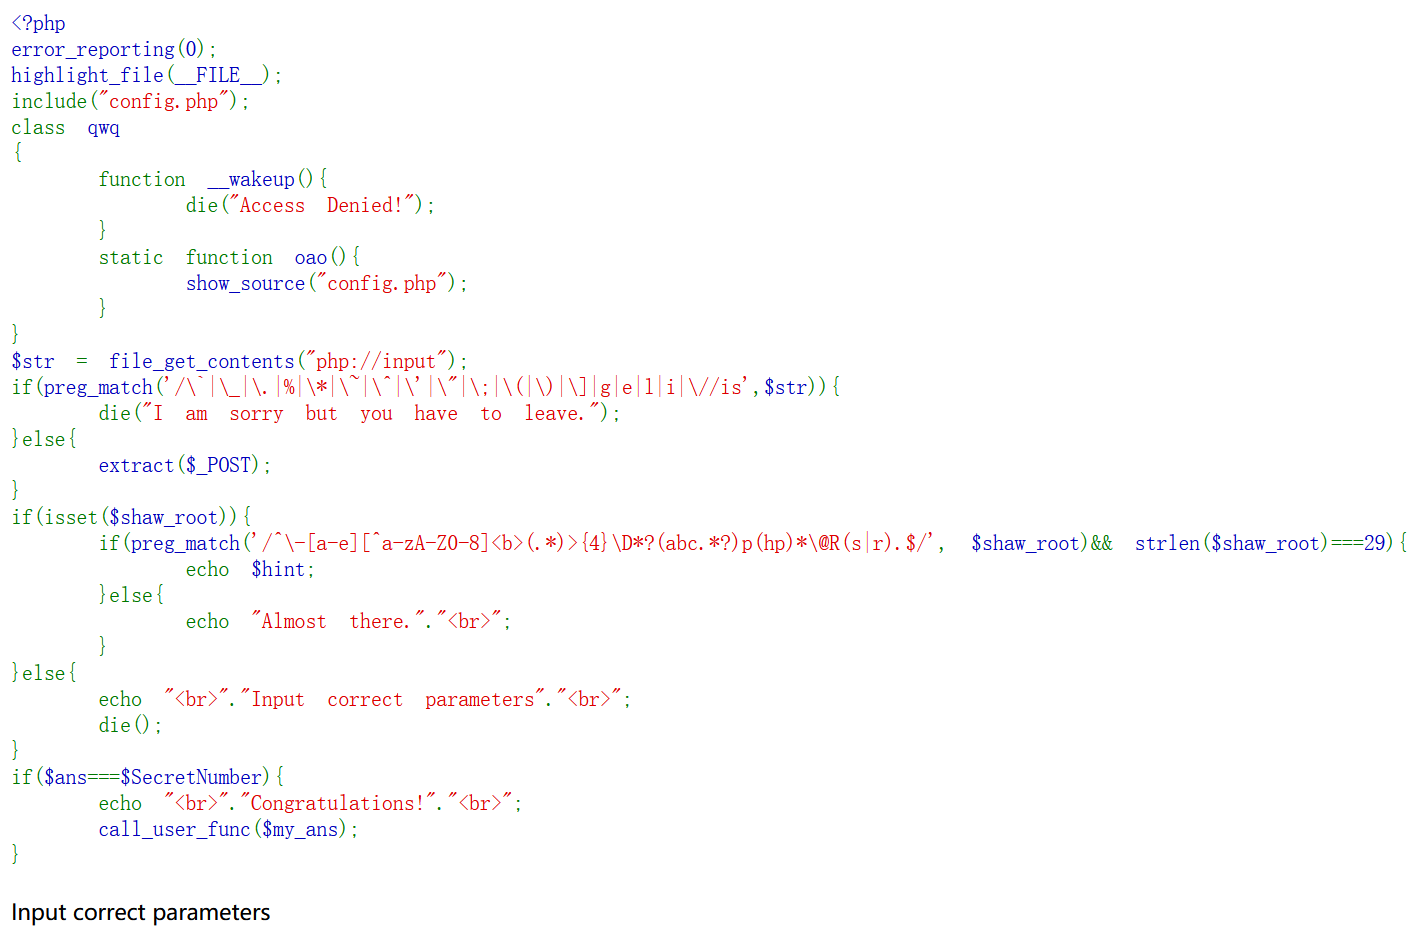 <?php
error_reporting(0);
highlight_file(__FILE__);
include("config.php");
class qwq
{
function __wakeup(){
die("Access Denied!");
}
static function oao(){
show_source("config.php");
}
}
$str = file_get_contents("php://input");
if(preg_match('/\`|\_|\.|%|\*|\~|\^|\'|\"|\;|\(|\)|\]|g|e|l|i|\//is',$str)){
die("I am sorry but you have to leave.");
}else{
extract($_POST);
}
if(isset($shaw_root)){
if(preg_match('/^\-[a-e][^a-zA-Z0-8]<b>(.*)>{4}\D*?(abc.*?)p(hp)*\@R(s|r).$/', $shaw_root)&& strlen($shaw_root)===29){
echo $hint;
}else{
echo "Almost there."."<br>";
}
}else{
echo "<br>"."Input correct parameters"."<br>";
die();
}
if($ans===$SecretNumber){
echo "<br>"."Congratulations!"."<br>";
call_user_func($my_ans);
}
Input correct parameters